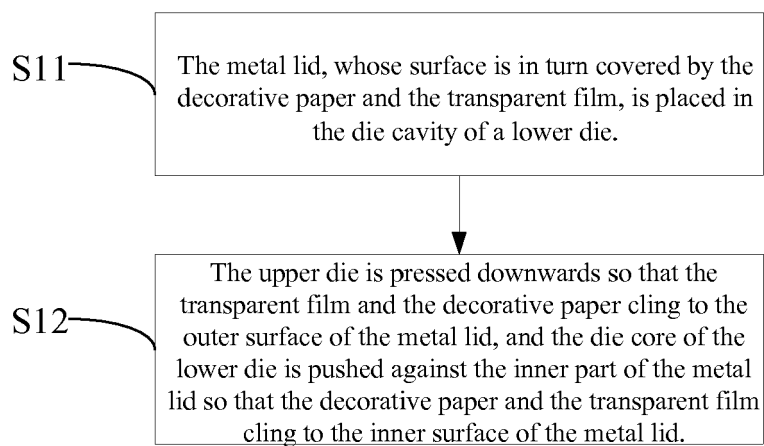 S11
The metal lid, whose surface is in turn covered by the
decorative paper and the transparent film, is placed in
the die cavity of a lower die.
S12
The upper die is pressed downwards so that the
transparent film and the decorative paper cling to the
outer surface of the metal lid, and the die core of the
lower die is pushed against the inner part of the metal
lid so that the decorative paper and the transparent film
cling to the inner surface of the metal lid.